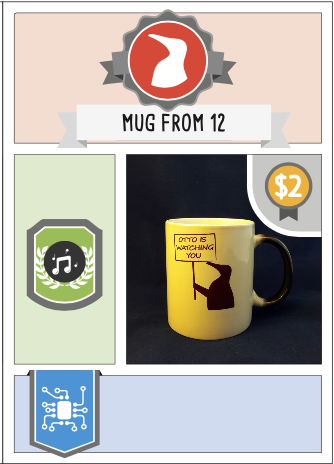 MUG FROM 12
$2
OTTO IS
WATCHING
YOU